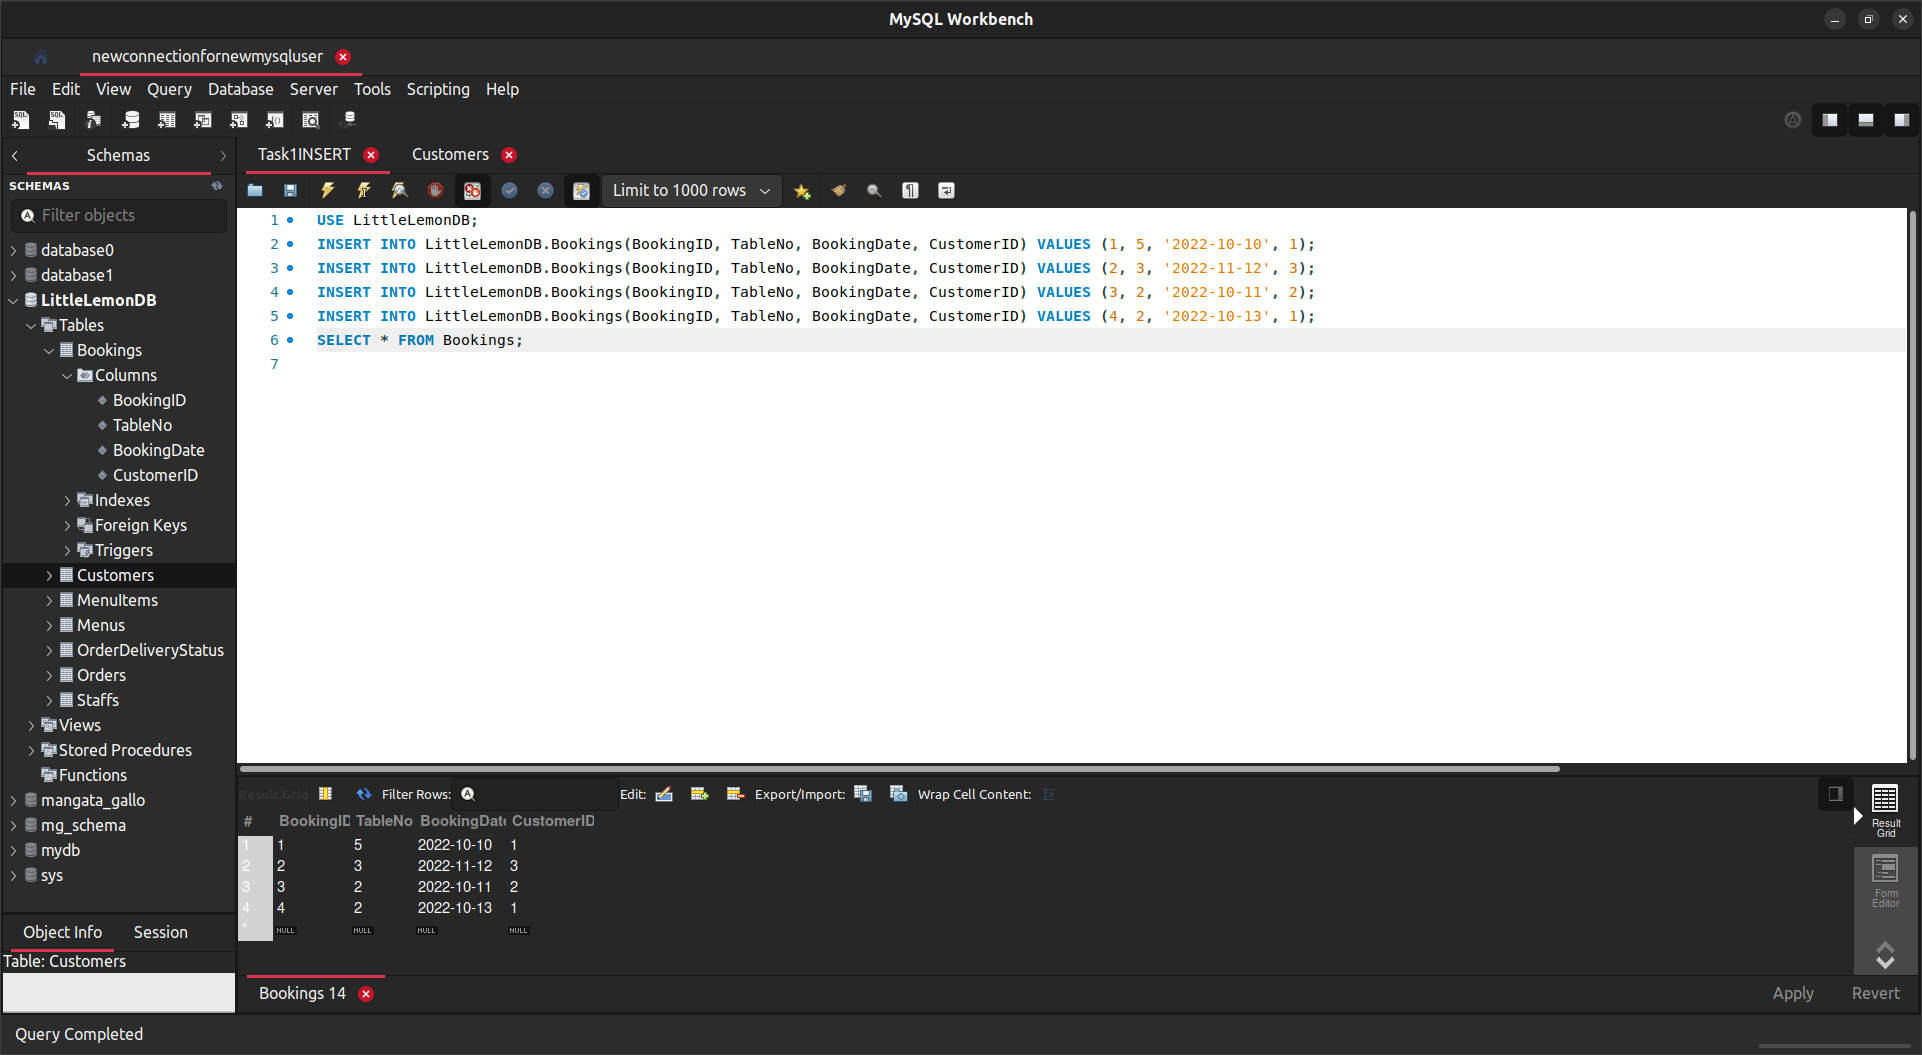 MySQL Workbench
newconnectionfornewmysqluser
File Edit View Query Database Server Tools Scripting Help
Schemas
SCHEMAS
Filter objects
database0
database1
LittleLemonDB
Tables
Bookings
Columns
BookingID
TableNo
BookingDate
CustomerID
Indexes
Foreign Keys
Triggers
Customers
MenuItems
Menus
OrderDeliveryStatus
Orders
Staffs
Views
Stored Procedures
Functions
mangata_gallo
mg_schema
mydb
sys
Object Info Session
Table: Customers
Task1INSERT Customers
Limit to 1000 rows
1 USE LittleLemonDB;
2 INSERT INTO LittleLemonDB.Bookings(BookingID, TableNo, BookingDate, CustomerID) VALUES (1, 5, '2022-10-10', 1);
3 INSERT INTO LittleLemonDB.Bookings(BookingID, TableNo, BookingDate, CustomerID) VALUES (2, 3, '2022-11-12', 3);
4 INSERT INTO LittleLemonDB.Bookings(BookingID, TableNo, BookingDate, CustomerID) VALUES (3, 2, '2022-10-11', 2);
5 INSERT INTO LittleLemonDB.Bookings(BookingID, TableNo, BookingDate, CustomerID) VALUES (4, 2, '2022-10-13', 1);
6 SELECT * FROM Bookings;
7
Result Grid Filter Rows: Edit: Export/Import: Wrap Cell Content:
# BookingID TableNo BookingDate CustomerID
1 1 5 2022-10-10 1
2 2 3 2022-11-12 3
3 3 2 2022-10-11 2
4 4 2 2022-10-13 1
* NULL NULL NULL NULL
Result
Grid
Form
Editor
Bookings 14
Apply Revert
Query Completed